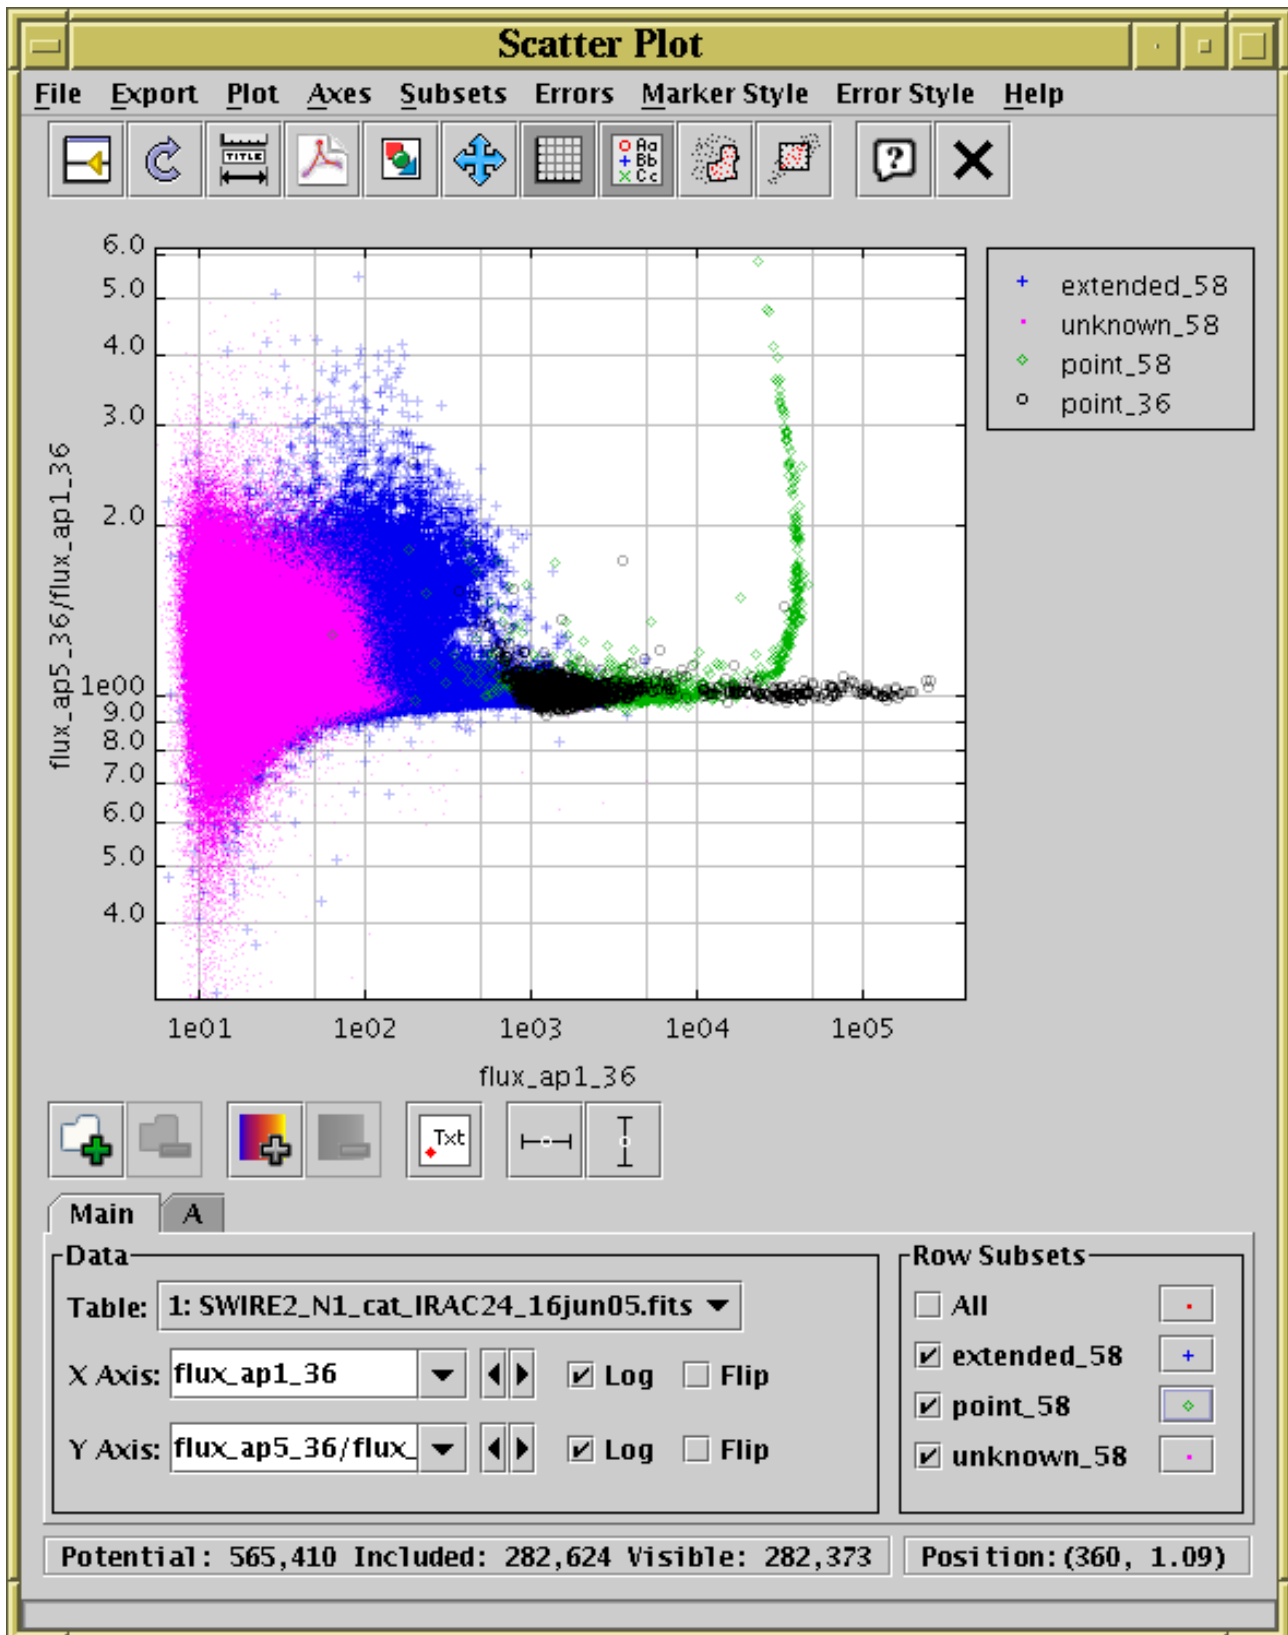 Scatter Plot
File Export Plot Axes Subsets Errors Marker Style Error Style Help
TITLE
Aa
Bb
Cc
?
6.0
5.0
4.0
3.0
2.0
1e00
9.0
8.0
7.0
6.0
5.0
4.0
flux_ap5_36/flux_ap1_36
1e01 1e02 1e03 1e04 1e05
flux_ap1_36
extended_58
unknown_58
point_58
point_36
Txt
Main A
Data
Table: 1: SWIRE2_N1_cat_IRAC24_16jun05.fits
X Axis: flux_ap1_36 Log Flip
Y Axis: flux_ap5_36/flux_ Log Flip
Row Subsets
All
extended_58
point_58
unknown_58
Potential: 565,410 Included: 282,624 Visible: 282,373 Position:(360, 1.09)